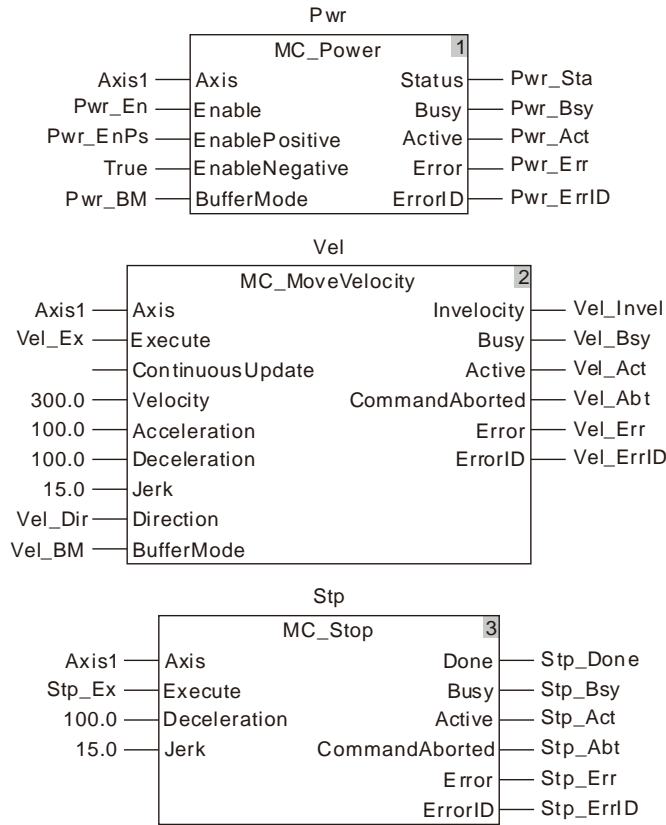 Pwr
MC_Power 1
Axis1 Axis Status Pwr_Sta
Pwr_En Enable Busy Pwr_Bsy
Pwr_EnPs EnablePositive Active Pwr_Act
True EnableNegative Error Pwr_Err
Pwr_BM BufferMode ErrorID Pwr_ErrID
Vel
MC_MoveVelocity 2
Axis1 Axis Invelocity Vel_Invel
Vel_Ex Execute Busy Vel_Bsy
ContinuousUpdate Active Vel_Act
300.0 Velocity CommandAborted Vel_Abt
100.0 Acceleration Error Vel_Err
100.0 Deceleration ErrorID Vel_ErrID
15.0 Jerk
Vel_Dir Direction
Vel_BM BufferMode
Stp
MC_Stop 3
Axis1 Axis Done Stp_Done
Stp_Ex Execute Busy Stp_Bsy
100.0 Deceleration Active Stp_Act
15.0 Jerk CommandAborted Stp_Abt
Error Stp_Err
ErrorID Stp_ErrID